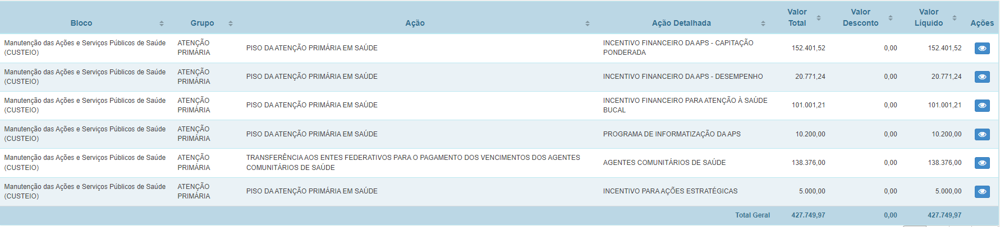 Bloco Grupo Ação Ação Detalhada Valor Total Valor Desconto Valor Líquido Ações
Manutenção das Ações e Serviços Públicos de Saúde
(CUSTEIO)
ATENÇÃO
PRIMÁRIA
PISO DA ATENÇÃO PRIMÁRIA EM SAÚDE
INCENTIVO FINANCEIRO DA APS - CAPITAÇÃO
PONDERADA
152.401,52 0,00 152.401,52
Manutenção das Ações e Serviços Públicos de Saúde
(CUSTEIO)
ATENÇÃO
PRIMÁRIA
PISO DA ATENÇÃO PRIMÁRIA EM SAÚDE
INCENTIVO FINANCEIRO DA APS - DESEMPENHO
20.771,24 0,00 20.771,24
Manutenção das Ações e Serviços Públicos de Saúde
(CUSTEIO)
ATENÇÃO
PRIMÁRIA
PISO DA ATENÇÃO PRIMÁRIA EM SAÚDE
INCENTIVO FINANCEIRO PARA ATENÇÃO À SAÚDE
BUCAL
101.001,21 0,00 101.001,21
Manutenção das Ações e Serviços Públicos de Saúde
(CUSTEIO)
ATENÇÃO
PRIMÁRIA
PISO DA ATENÇÃO PRIMÁRIA EM SAÚDE
PROGRAMA DE INFORMATIZAÇÃO DA APS
10.200,00 0,00 10.200,00
Manutenção das Ações e Serviços Públicos de Saúde
(CUSTEIO)
ATENÇÃO
PRIMÁRIA
TRANSFERÊNCIA AOS ENTES FEDERATIVOS PARA O PAGAMENTO DOS VENCIMENTOS DOS AGENTES
COMUNITÁRIOS DE SAÚDE
AGENTES COMUNITÁRIOS DE SAÚDE
138.376,00 0,00 138.376,00
Manutenção das Ações e Serviços Públicos de Saúde
(CUSTEIO)
ATENÇÃO
PRIMÁRIA
PISO DA ATENÇÃO PRIMÁRIA EM SAÚDE
INCENTIVO PARA AÇÕES ESTRATÉGICAS
5.000,00 0,00 5.000,00
Total Geral 427.749,97 0,00 427.749,97